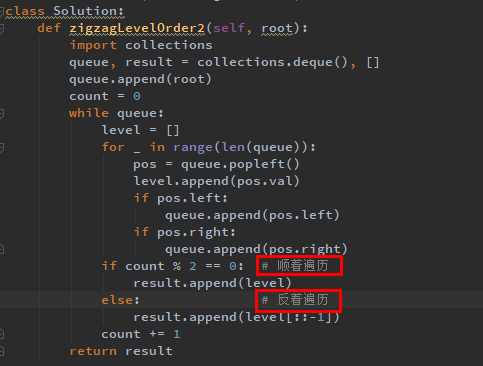 class Solution:
    def zigzagLevelOrder2(self, root):
        import collections
        queue, result = collections.deque(), []
        queue.append(root)
        count = 0
        while queue:
            level = []
            for _ in range(len(queue)):
                pos = queue.popleft()
                level.append(pos.val)
                if pos.left:
                    queue.append(pos.left)
                if pos.right:
                    queue.append(pos.right)
            if count % 2 == 0:  # 顺着遍历
                result.append(level)
            else:               # 反着遍历
                result.append(level[::-1])
            count += 1
        return result